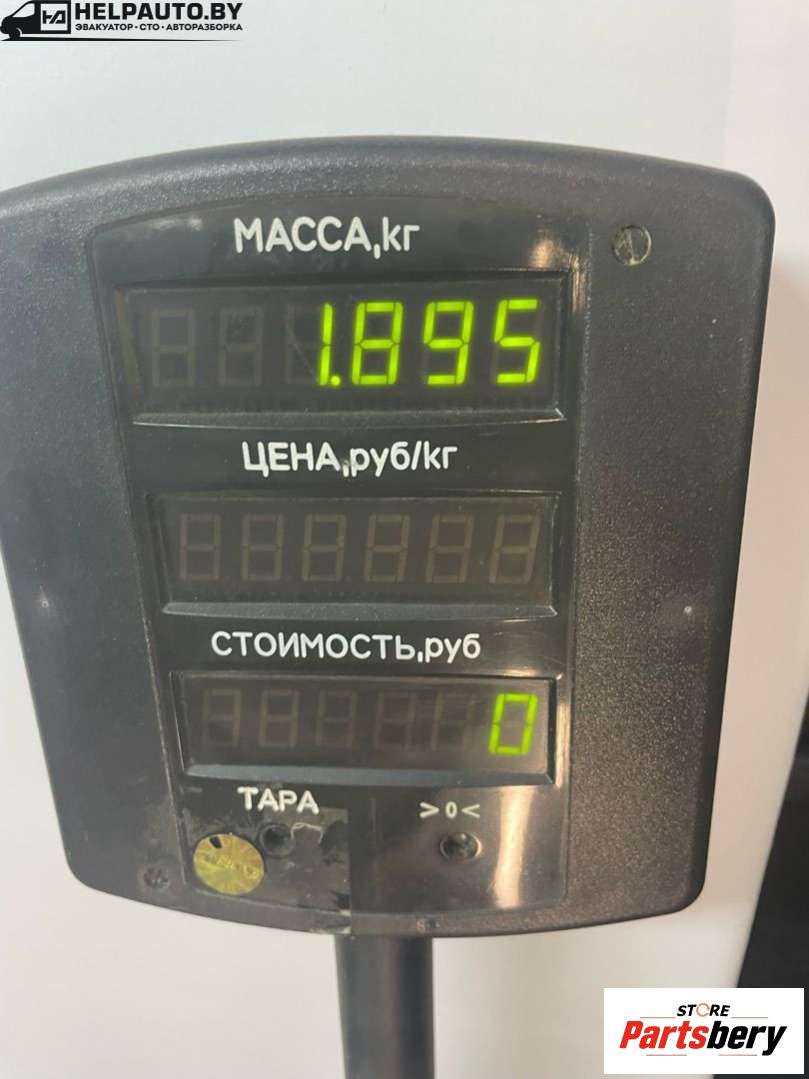 HELPAUTO.BY
ЭВАКУАТОР • СТО • АВТОРАЗБОРКА
МАССА,кг
1.895
ЦЕНА,руб/кг
СТОИМОСТЬ,руб
0
ТАРА >0<
STORE
Partsbery